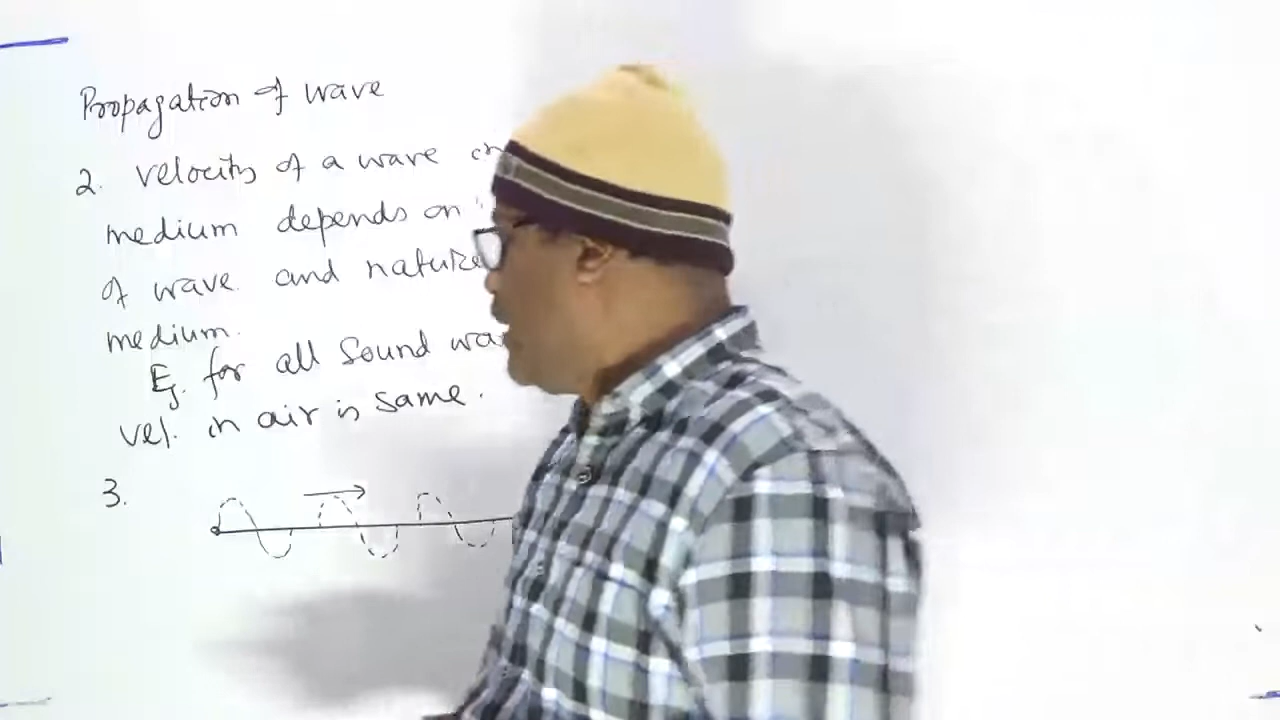 Propagation of wave
2. Velocity of a wave in
medium depends on
of wave and nature
medium.
Eg. for all Sound
vel. in air is same.
3.